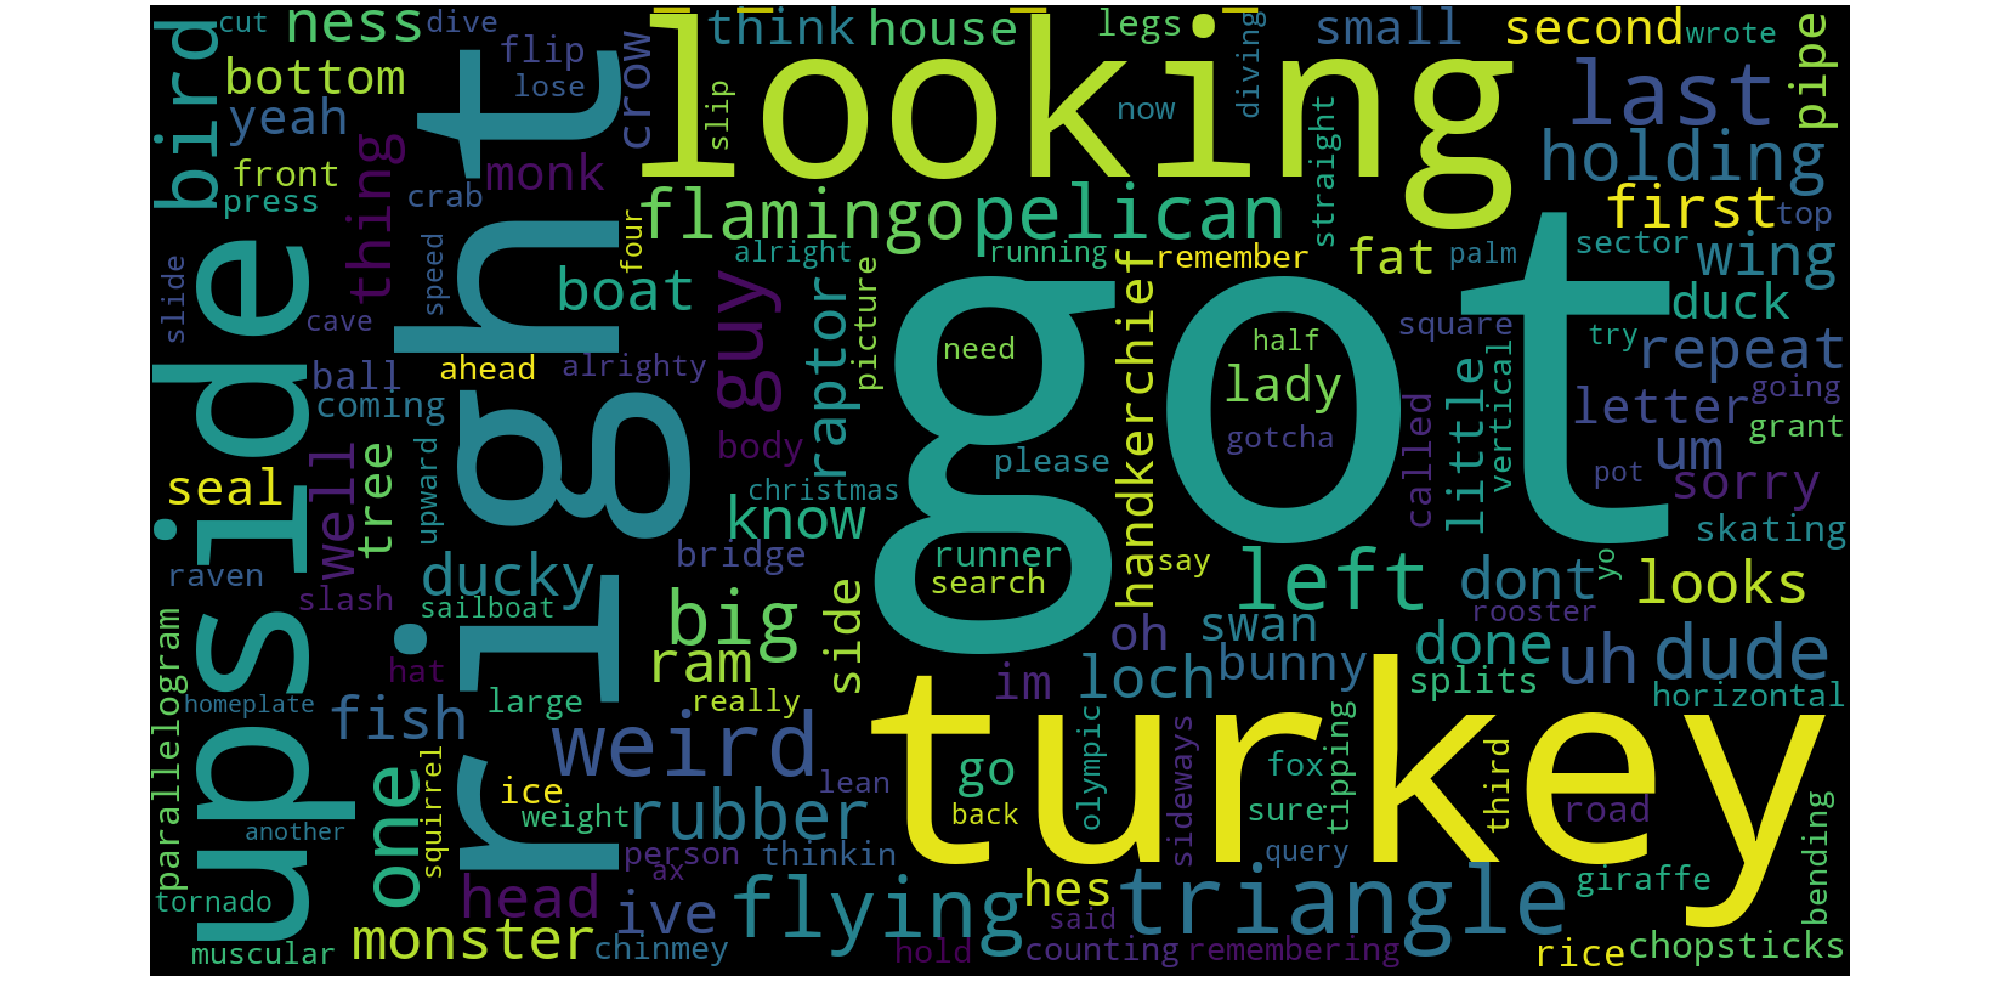 cut
ness
dive
looking
think
house
legs
small
second
wrote
bird
bottom
flip
lose
crow
slip
now
diving
last
pipe
yeah
right
straight
holding
front
thing
monk
press
crab
flamingo
pelican
first
top
four
alright
running
remember
handkerchief
fat
palm
sector
wing
slide
upside
speed
boat
guy
raptor
picture
got
duck
cave
need
half
square
try
repeat
ahead
alrighty
vertical
ball
coming
lady
little
letter
going
grant
called
gotcha
body
please
um
tree
well
upward
seal
christmas
pot
sorry
know
skating
bridge
runner
search
say
left
dont
yo
looks
raven
ducky
slash
sailboat
big
side
rooster
parallelogram
oh
swan
done
uh
dude
ram
hat
im
loch
bunny
splits
homeplate
large
really
horizontal
fish
weird
turkey
olympic
sideways
tipping
third
one
squirrel
ice
lean
go
fox
weight
rubber
back
sure
road
another
person
thinkin
query
bending
ax
tornado
head
ive
flying
hes
triangle
giraffe
said
muscular
monster
chinmey
hold
counting
remembering
rice
chopsticks